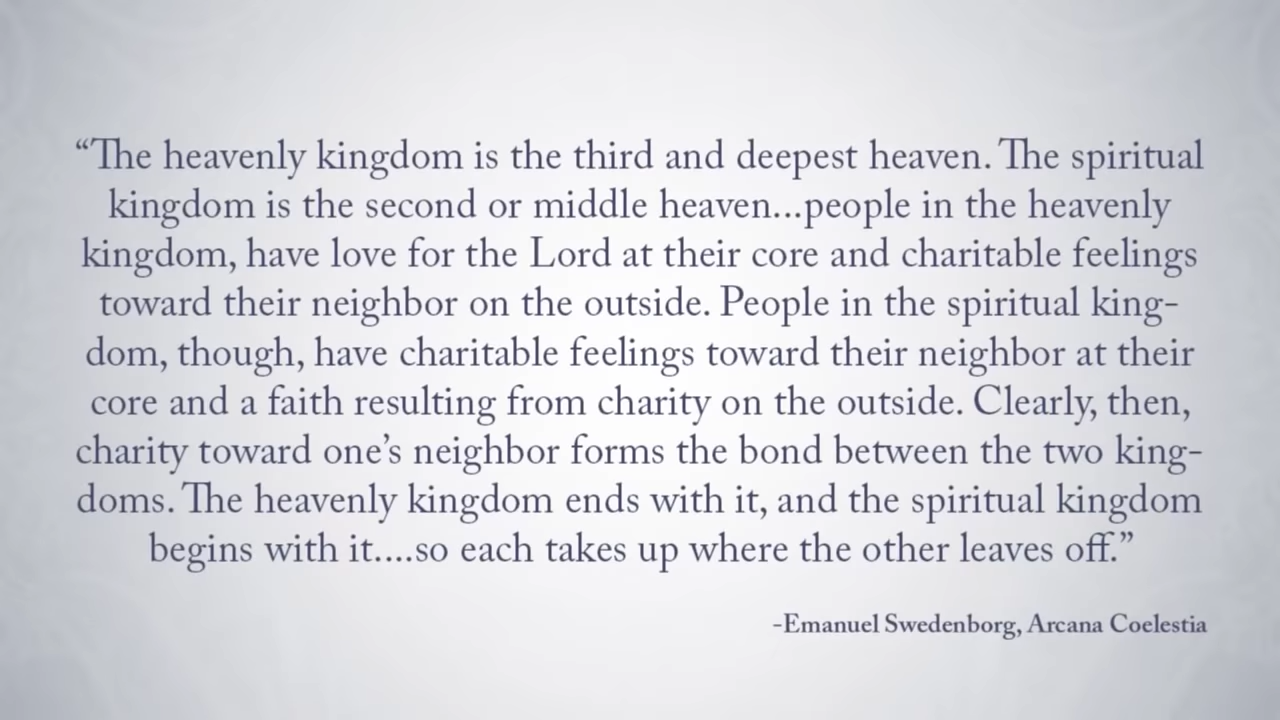 “The heavenly kingdom is the third and deepest heaven. The spiritual
kingdom is the second or middle heaven...people in the heavenly
kingdom, have love for the Lord at their core and charitable feelings
toward their neighbor on the outside. People in the spiritual king-
dom, though, have charitable feelings toward their neighbor at their
core and a faith resulting from charity on the outside. Clearly, then,
charity toward one’s neighbor forms the bond between the two king-
doms. The heavenly kingdom ends with it, and the spiritual kingdom
begins with it....so each takes up where the other leaves off.”
-Emanuel Swedenborg, Arcana Coelestia